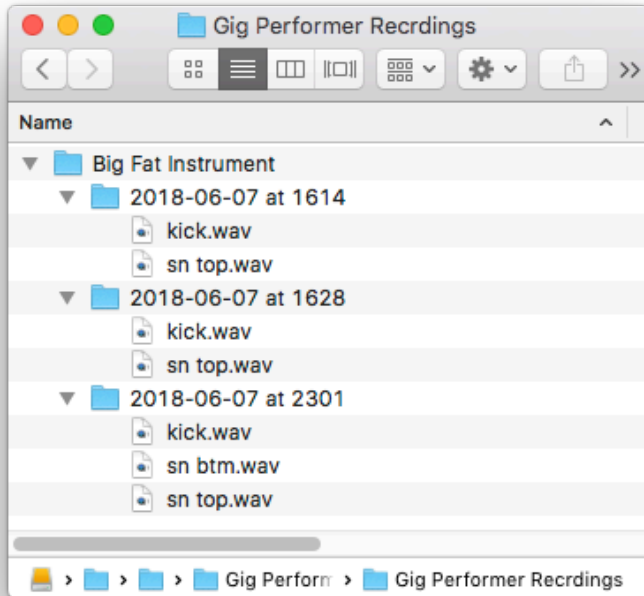 Gig Performer Recrdings
Name
Big Fat Instrument
2018-06-07 at 1614
kick.wav
sn top.wav
2018-06-07 at 1628
kick.wav
sn top.wav
2018-06-07 at 2301
kick.wav
sn btm.wav
sn top.wav
Gig Perform Gig Performer Recrdings